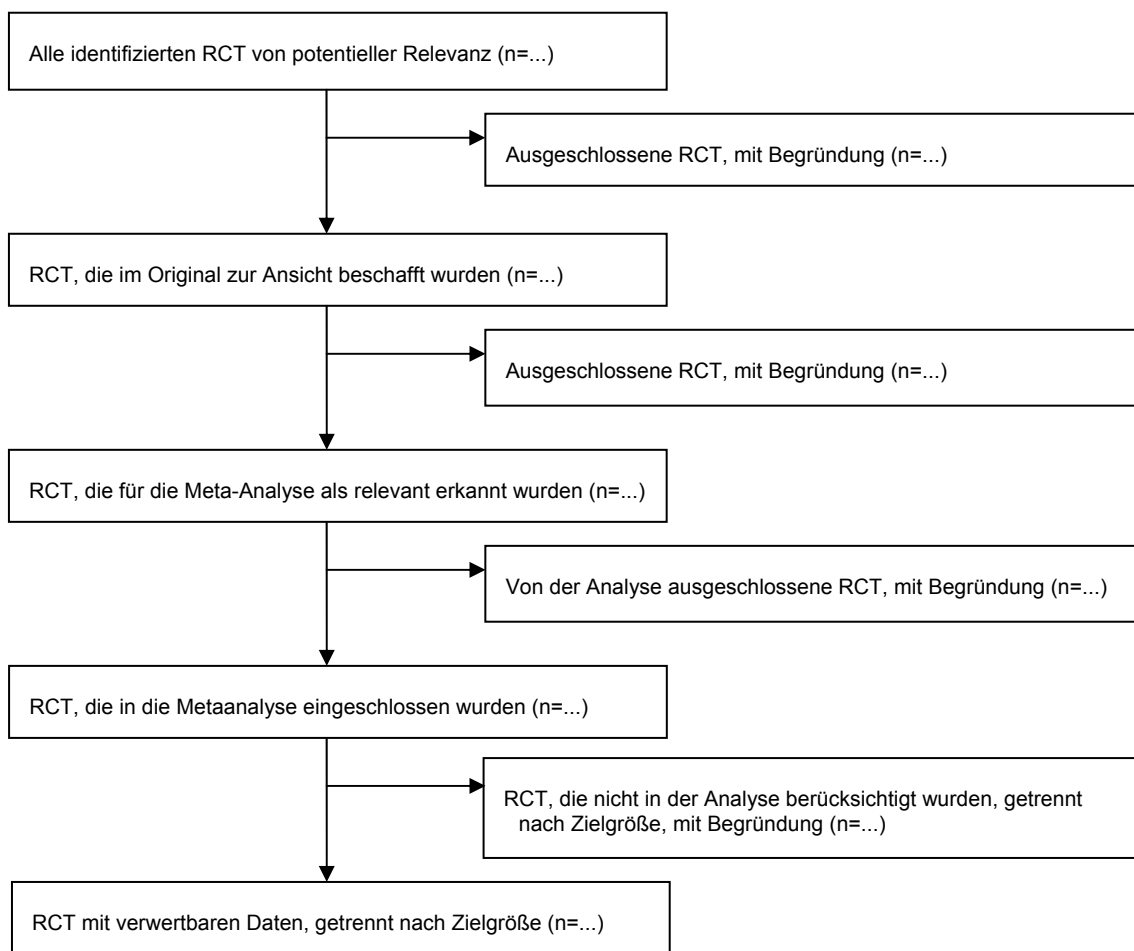 Alle identifizierten RCT von potentieller Relevanz (n=...)
Ausgeschlossene RCT, mit Begründung (n=...)
RCT, die im Original zur Ansicht beschafft wurden (n=...)
Ausgeschlossene RCT, mit Begründung (n=...)
RCT, die für die Meta-Analyse als relevant erkannt wurden (n=...)
Von der Analyse ausgeschlossene RCT, mit Begründung (n=...)
RCT, die in die Metaanalyse eingeschlossen wurden (n=...)
RCT, die nicht in der Analyse berücksichtigt wurden, getrennt
nach Zielgröße, mit Begründung (n=...)
RCT mit verwertbaren Daten, getrennt nach Zielgröße (n=...)